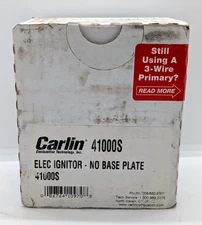 Still
Using A
3-Wire
Primary?
READ MORE
Carlin 41000S
Combustion Technology, Inc.
ELEC IGNITOR - NO BASE PLATE
41000S